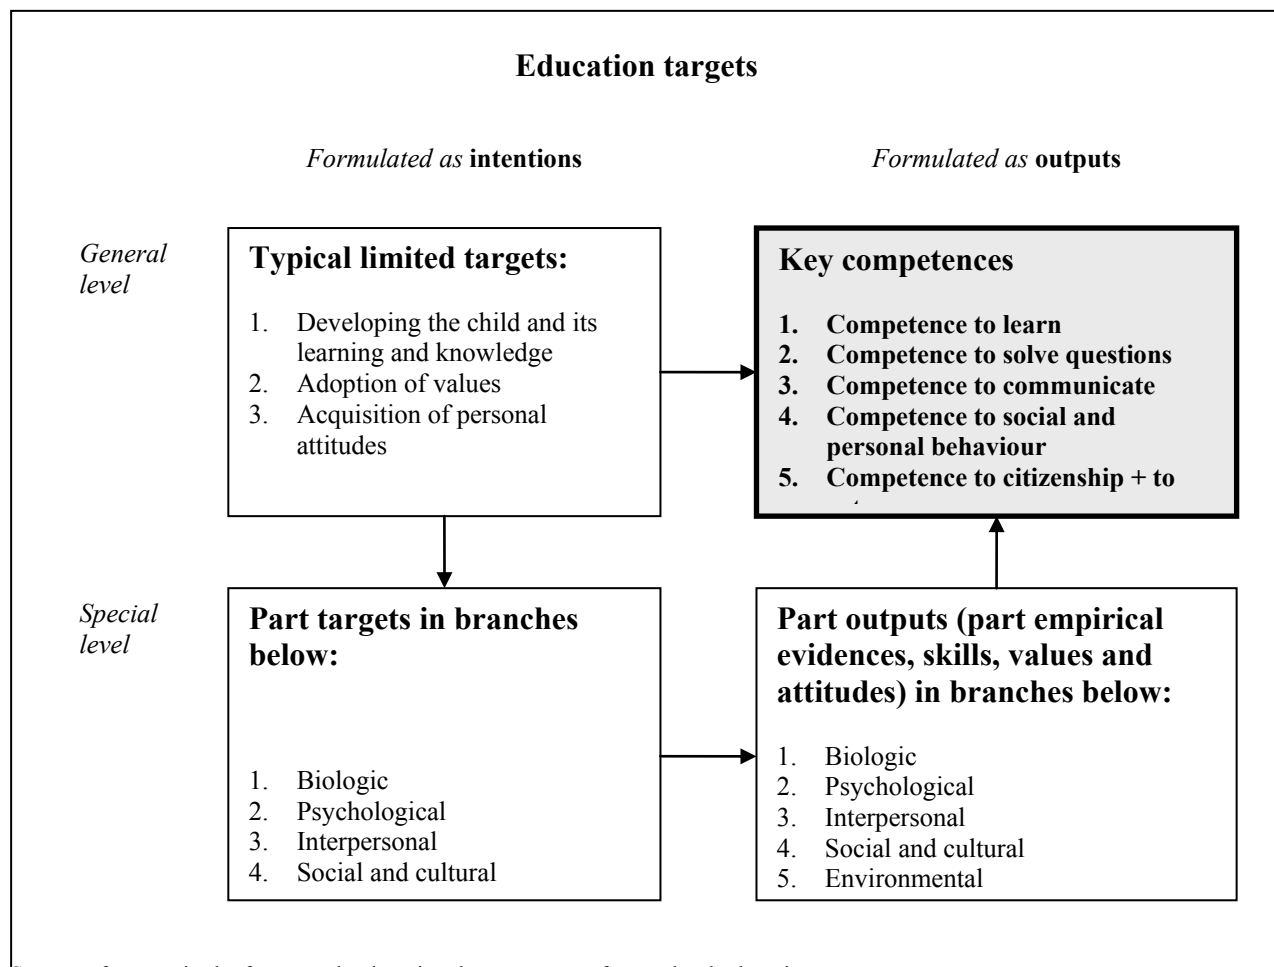 Education targets
Formulated as intentions
Formulated as outputs
General
level
Typical limited targets:
1. Developing the child and its
learning and knowledge
2. Adoption of values
3. Acquisition of personal
attitudes
Key competences
1. Competence to learn
2. Competence to solve questions
3. Competence to communicate
4. Competence to social and
personal behaviour
5. Competence to citizenship + to
Special
level
Part targets in branches
below:
1. Biologic
2. Psychological
3. Interpersonal
4. Social and cultural
Part outputs (part empirical
evidences, skills, values and
attitudes) in branches below:
1. Biologic
2. Psychological
3. Interpersonal
4. Social and cultural
5. Environmental